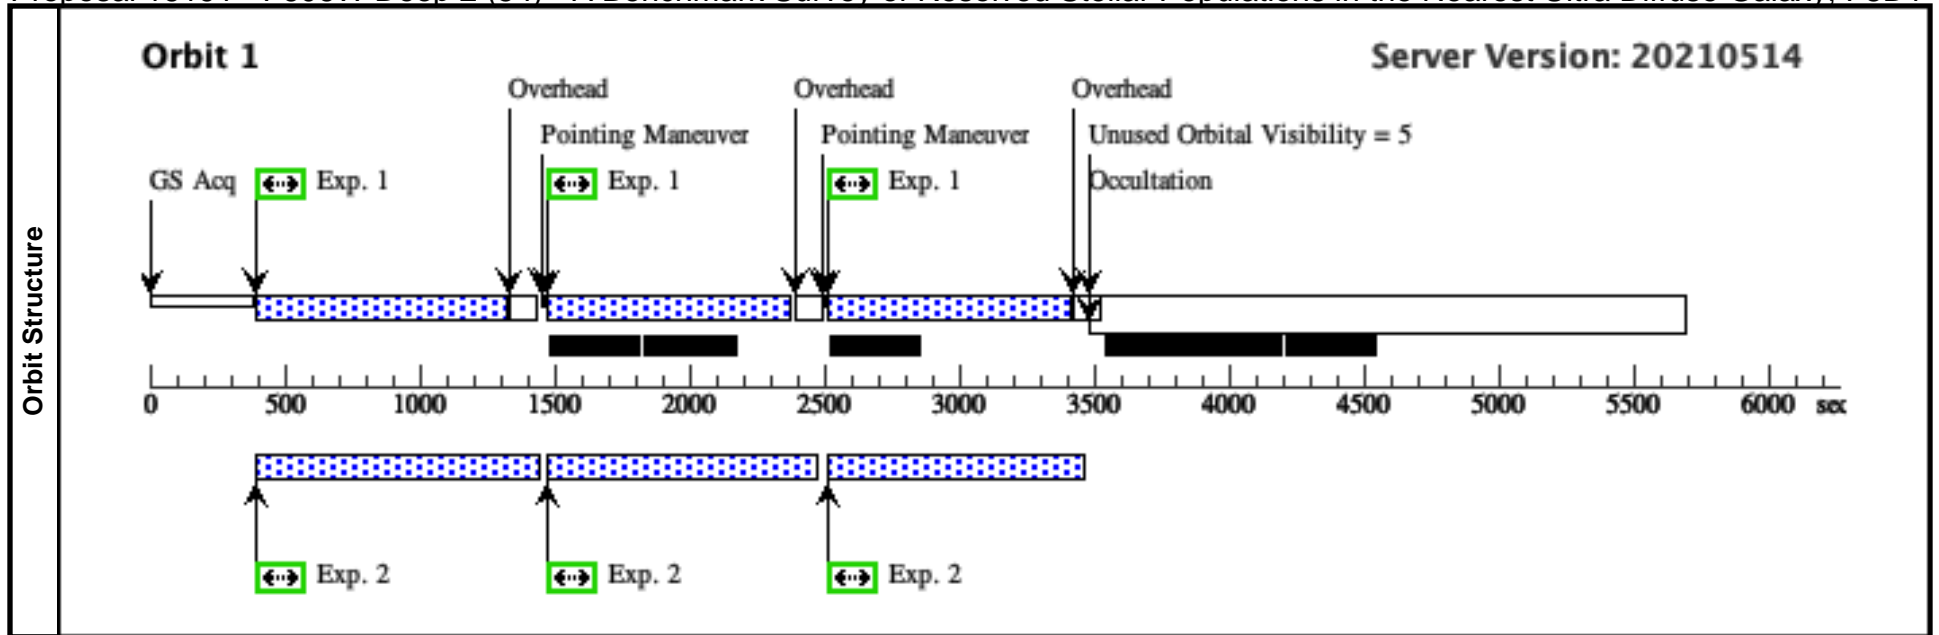 Orbit 1
Server Version: 20210514
Overhead
Overhead
Overhead
Pointing Maneuver
Pointing Maneuver
Unused Orbital Visibility = 5
GS Acq
Exp. 1
Exp. 1
Exp. 1
Occultation
Orbit Structure
0 500 1000 1500 2000 2500 3000 3500 4000 4500 5000 5500 6000 sec
Exp. 2
Exp. 2
Exp. 2